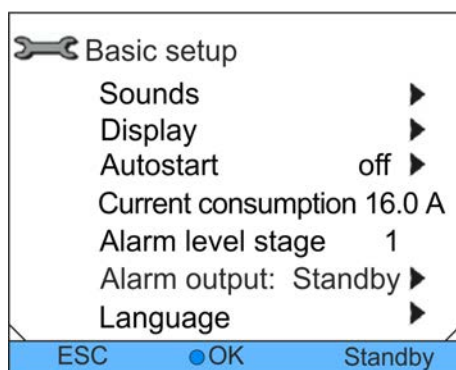 Basic setup
Sounds
Display
Autostart off
Current consumption 16.0 A
Alarm level stage 1
Alarm output: Standby
Language
ESC OK Standby